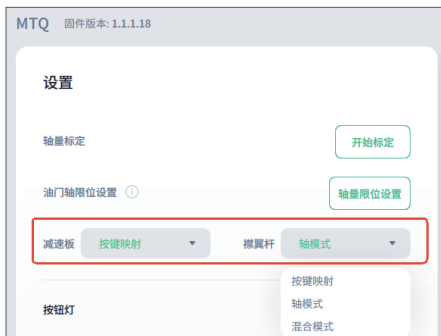 MTQ 固件版本: 1.1.1.18
设置
轴量标定 开始标定
油门轴限位设置 轴量限位设置
减速板 按键映射 襟翼杆 轴模式
按键映射
轴模式
按钮灯
混合模式